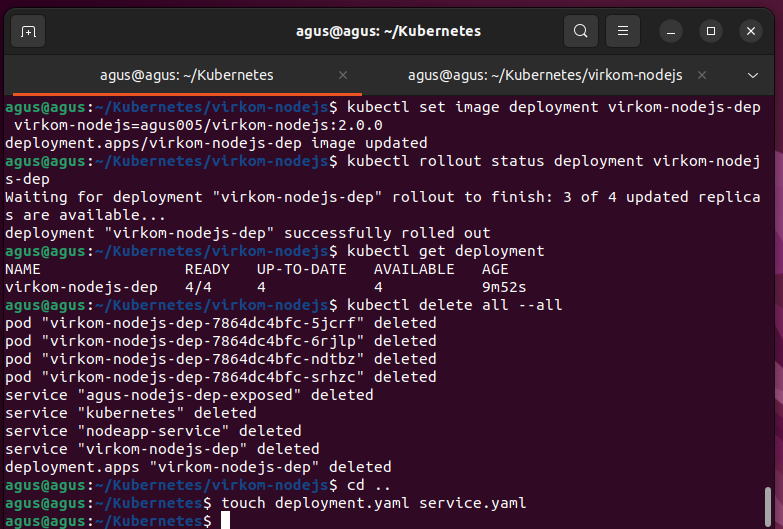 agus@agus: ~/Kubernetes
agus@agus: ~/Kubernetes
agus@agus: ~/Kubernetes/virkom-nodejs
agus@agus:~/Kubernetes/virkom-nodejs$ kubectl set image deployment virkom-nodejs-dep
 virkom-nodejs=agus005/virkom-nodejs:2.0.0
deployment.apps/virkom-nodejs-dep image updated
agus@agus:~/Kubernetes/virkom-nodejs$ kubectl rollout status deployment virkom-nodej
s-dep
Waiting for deployment "virkom-nodejs-dep" rollout to finish: 3 of 4 updated replica
s are available...
deployment "virkom-nodejs-dep" successfully rolled out
agus@agus:~/Kubernetes/virkom-nodejs$ kubectl get deployment
NAME                READY   UP-TO-DATE   AVAILABLE   AGE
virkom-nodejs-dep   4/4     4            4           9m52s
agus@agus:~/Kubernetes/virkom-nodejs$ kubectl delete all --all
pod "virkom-nodejs-dep-7864dc4bfc-5jcrf" deleted
pod "virkom-nodejs-dep-7864dc4bfc-6rjlp" deleted
pod "virkom-nodejs-dep-7864dc4bfc-ndtbz" deleted
pod "virkom-nodejs-dep-7864dc4bfc-srhzc" deleted
service "agus-nodejs-dep-exposed" deleted
service "kubernetes" deleted
service "nodeapp-service" deleted
service "virkom-nodejs-dep" deleted
deployment.apps "virkom-nodejs-dep" deleted
agus@agus:~/Kubernetes/virkom-nodejs$ cd ..
agus@agus:~/Kubernetes$ touch deployment.yaml service.yaml
agus@agus:~/Kubernetes$